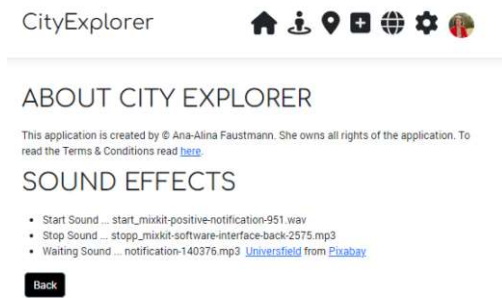 CityExplorer
ABOUT CITY EXPLORER
This application is created by © Ana-Alina Faustmann. She owns all rights of the application. To
read the Terms & Conditions read here.
SOUND EFFECTS
Start Sound ... start_mixkit-positive-notification-951.wav
Stop Sound ... stopp_mixkit-software-interface-back-2575.mp3
Waiting Sound ... notification-140376.mp3 Universfield from Pixabay
Back